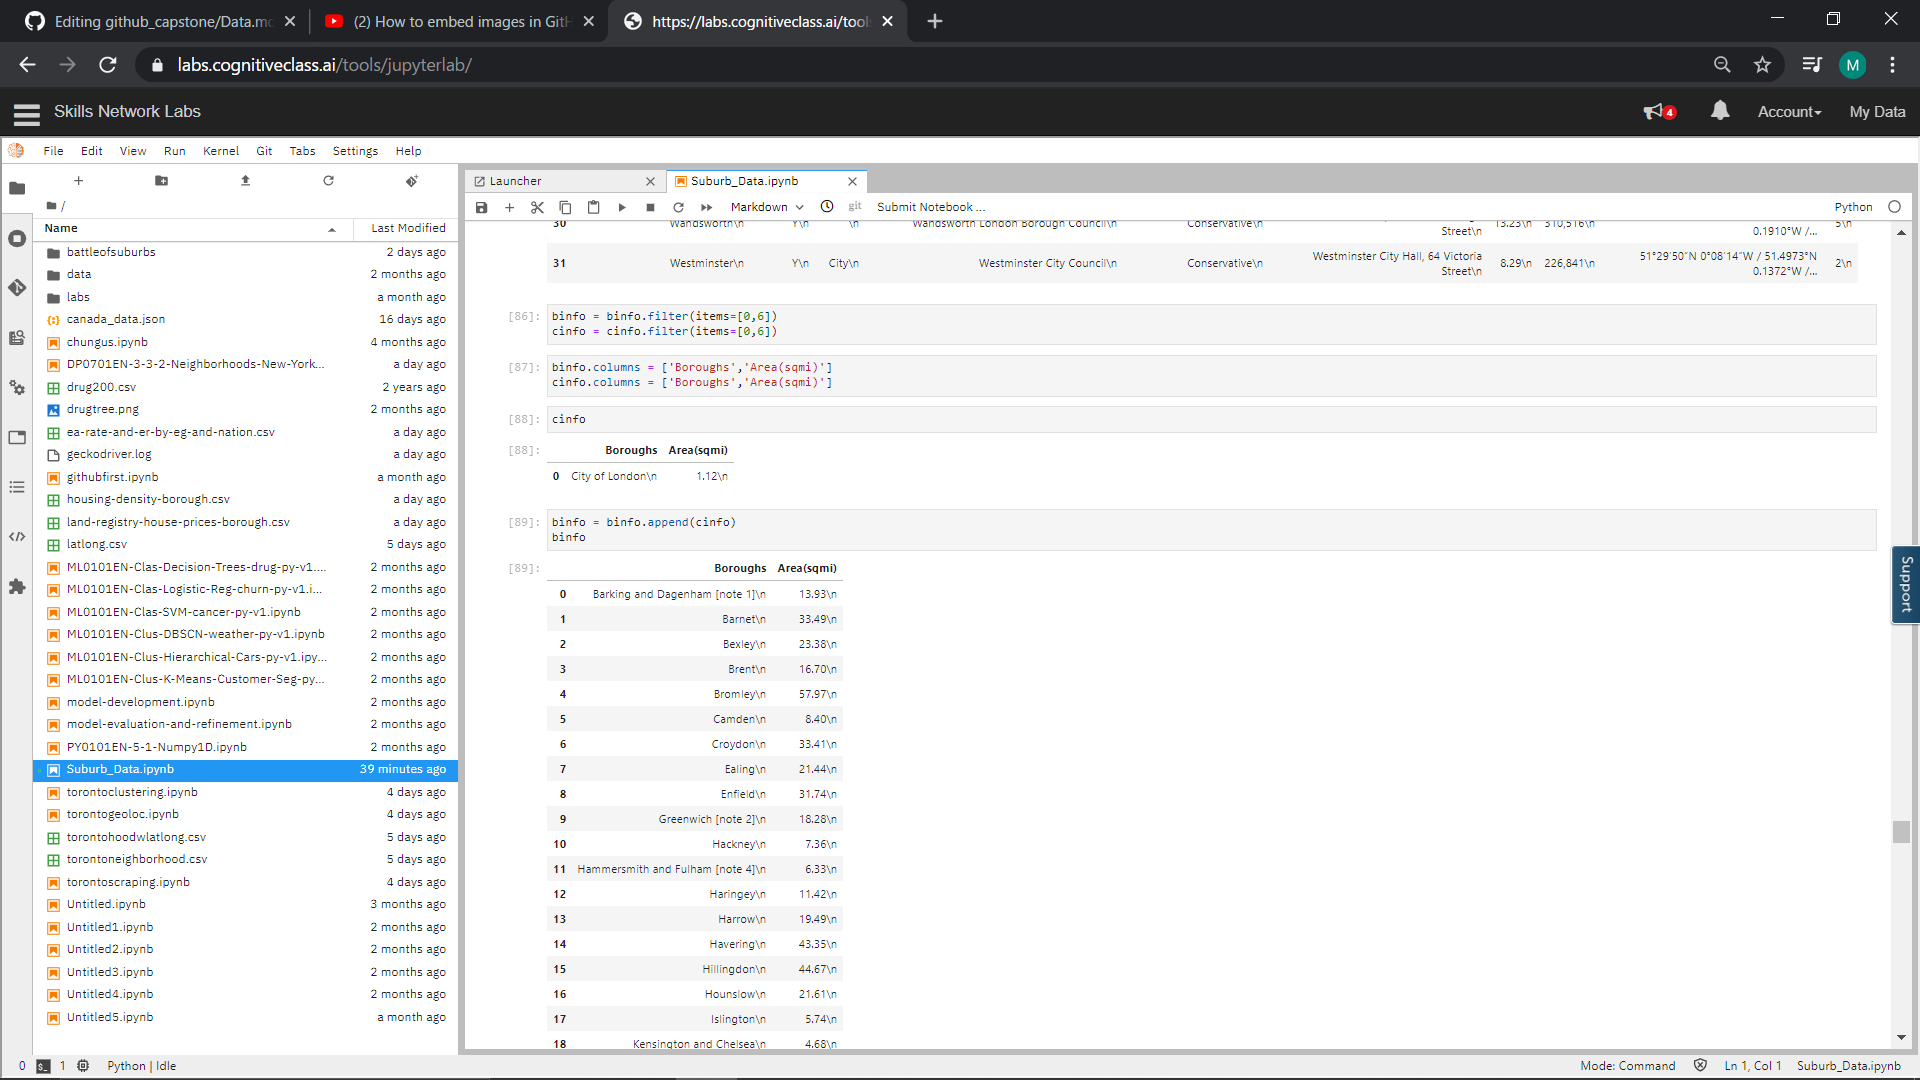 Editing github_capstone/Data.mc
(2) How to embed images in GitH
https://labs.cognitiveclass.ai/tool
labs.cognitiveclass.ai/tools/jupyterlab/
M
Skills Network Labs
4
Account
My Data
File Edit View Run Kernel Git Tabs Settings Help
/
Name Last Modified
battleofsuburbs 2 days ago
data 2 months ago
labs a month ago
canada_data.json 16 days ago
chungus.ipynb 4 months ago
DP0701EN-3-3-2-Neighborhoods-New-York... a day ago
drug200.csv 2 years ago
drugtree.png 2 months ago
ea-rate-and-er-by-eg-and-nation.csv a day ago
geckodriver.log a day ago
githubfirst.ipynb a month ago
housing-density-borough.csv a day ago
land-registry-house-prices-borough.csv a day ago
latlong.csv 5 days ago
ML0101EN-Clas-Decision-Trees-drug-py-v1.... 2 months ago
ML0101EN-Clas-Logistic-Reg-churn-py-v1.i... 2 months ago
ML0101EN-Clas-SVM-cancer-py-v1.ipynb 2 months ago
ML0101EN-Clus-DBSCN-weather-py-v1.ipynb 2 months ago
ML0101EN-Clus-Hierarchical-Cars-py-v1.ipy... 2 months ago
ML0101EN-Clus-K-Means-Customer-Seg-py... 2 months ago
model-development.ipynb 2 months ago
model-evaluation-and-refinement.ipynb 2 months ago
PY0101EN-5-1-Numpy1D.ipynb 2 months ago
Suburb_Data.ipynb 39 minutes ago
torontoclustering.ipynb 4 days ago
torontogeoloc.ipynb 4 days ago
torontohoodwlatlong.csv 5 days ago
torontoneighborhood.csv 5 days ago
torontoscraping.ipynb 4 days ago
Untitled.ipynb 3 months ago
Untitled1.ipynb 2 months ago
Untitled2.ipynb 2 months ago
Untitled3.ipynb 2 months ago
Untitled4.ipynb 2 months ago
Untitled5.ipynb a month ago
Launcher
Suburb_Data.ipynb
Markdown git Submit Notebook ... Python
30 Wandsworth\n Y\n \n Wandsworth London Borough Council\n Conservative\n Street\n 13.23\n 310,516\n 0.1910°W /... 5\n
31 Westminster\n Y\n City\n Westminster City Council\n Conservative\n Westminster City Hall, 64 Victoria Street\n 8.29\n 226,841\n 51°29′50″N 0°08′14″W / 51.4973°N 0.1372°W /... 2\n
[86]: binfo = binfo.filter(items=[0,6])
cinfo = cinfo.filter(items=[0,6])
[87]: binfo.columns = ['Boroughs','Area(sqmi)']
cinfo.columns = ['Boroughs','Area(sqmi)']
[88]: cinfo
[88]: Boroughs Area(sqmi)
0 City of London\n 1.12\n
[89]: binfo = binfo.append(cinfo)
binfo
[89]: Boroughs Area(sqmi)
0 Barking and Dagenham [note 1]\n 13.93\n
1 Barnet\n 33.49\n
2 Bexley\n 23.38\n
3 Brent\n 16.70\n
4 Bromley\n 57.97\n
5 Camden\n 8.40\n
6 Croydon\n 33.41\n
7 Ealing\n 21.44\n
8 Enfield\n 31.74\n
9 Greenwich [note 2]\n 18.28\n
10 Hackney\n 7.36\n
11 Hammersmith and Fulham [note 4]\n 6.33\n
12 Haringey\n 11.42\n
13 Harrow\n 19.49\n
14 Havering\n 43.35\n
15 Hillingdon\n 44.67\n
16 Hounslow\n 21.61\n
17 Islington\n 5.74\n
18 Kensington and Chelsea\n 4.68\n
Support
0 1 Python | Idle
Mode: Command Ln 1, Col 1 Suburb_Data.ipynb